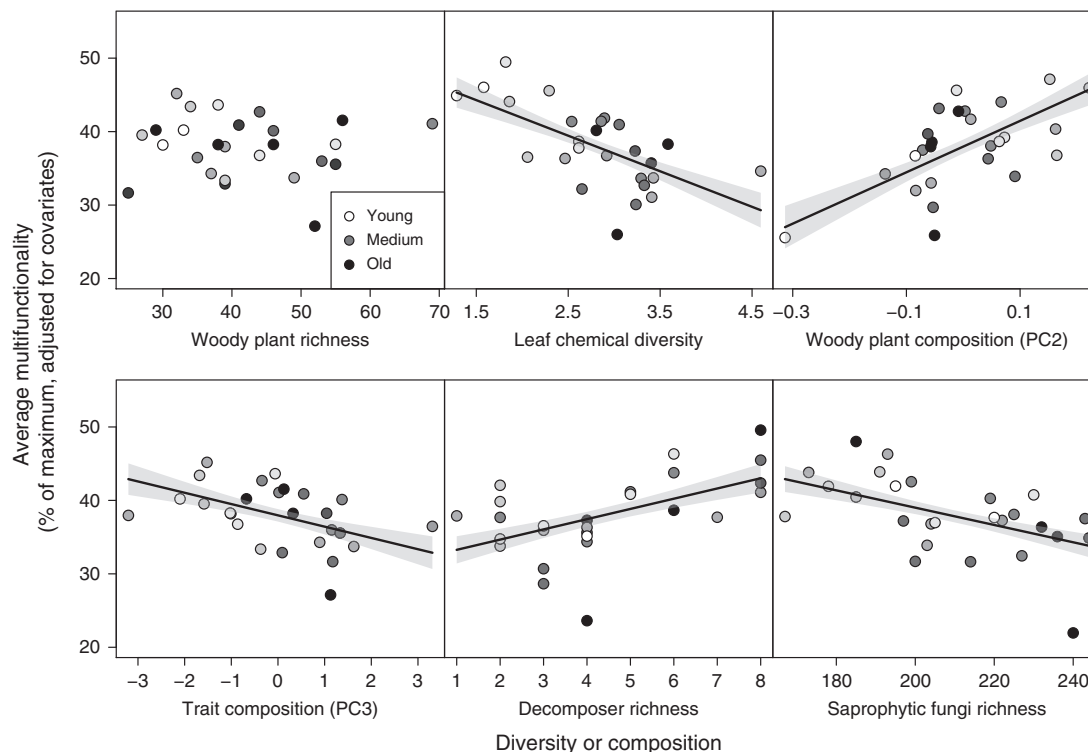 Average multifunctionality
(% of maximum, adjusted for covariates)
50
40
30
20
Young
Medium
Old
30 40 50 60 70
Woody plant richness
1.5 2.5 3.5 4.5
Leaf chemical diversity
−0.3 −0.1 0.1
Woody plant composition (PC2)
50
40
30
20
−3 −2 −1 0 1 2 3
Trait composition (PC3)
1 2 3 4 5 6 7 8
Decomposer richness
180 200 220 240
Saprophytic fungi richness
Diversity or composition